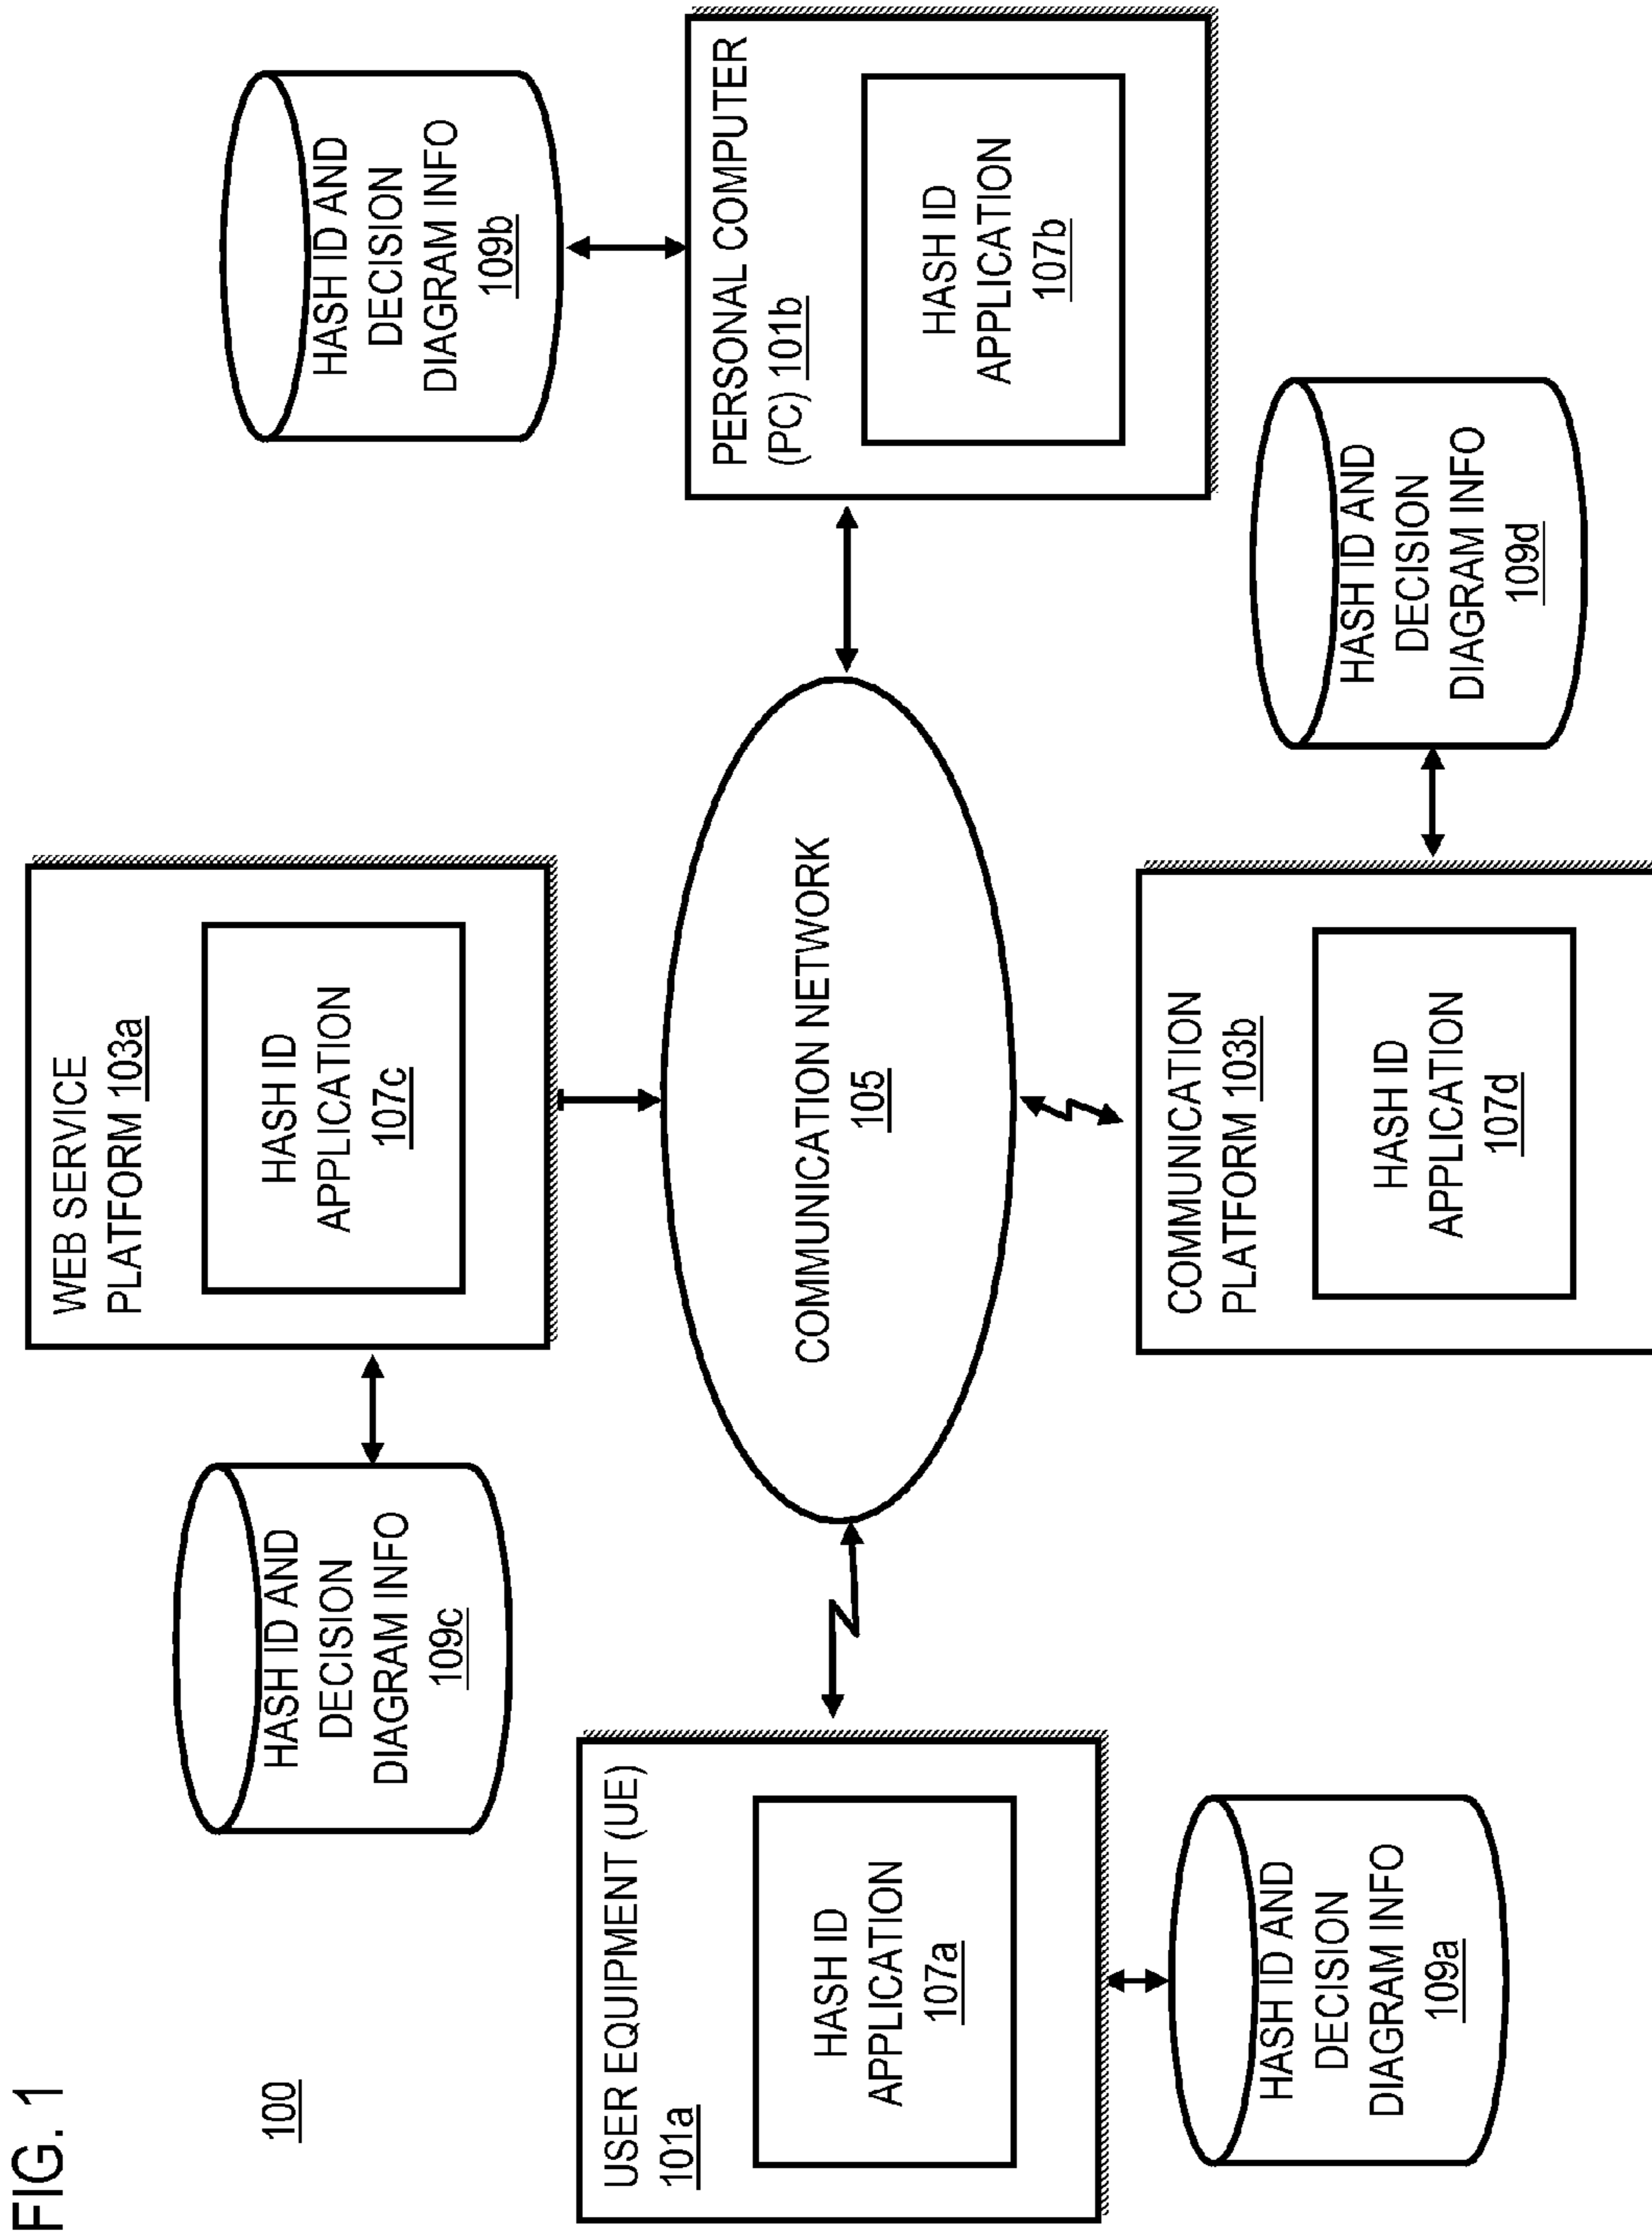 FIG. 1
100
WEB SERVICE
PLATFORM 103a
HASH ID
APPLICATION
107c
HASH ID AND
DECISION
DIAGRAM INFO
109c
HASH ID AND
DECISION
DIAGRAM INFO
109b
USER EQUIPMENT (UE)
101a
HASH ID
APPLICATION
107a
COMMUNICATION NETWORK
105
PERSONAL COMPUTER
(PC) 101b
HASH ID
APPLICATION
107b
HASH ID AND
DECISION
DIAGRAM INFO
109a
COMMUNICATION
PLATFORM 103b
HASH ID
APPLICATION
107d
HASH ID AND
DECISION
DIAGRAM INFO
109d